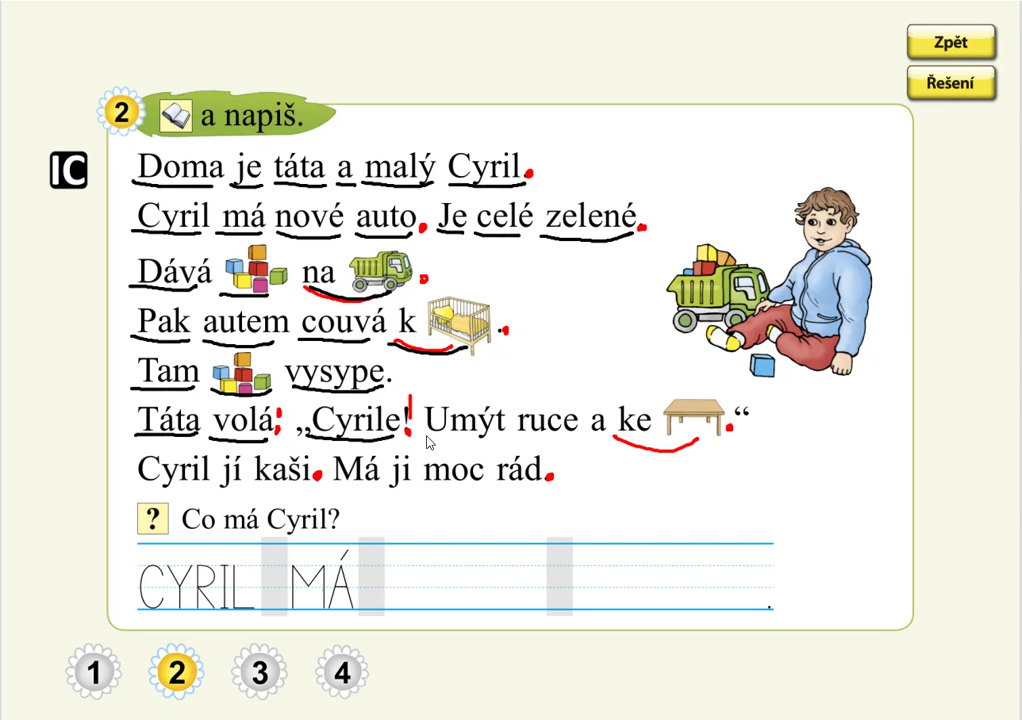 Zpět
Řešení
2 a napiš.
IC
Doma je táta a malý Cyril.
Cyril má nové auto. Je celé zelené.
Dává na .
Pak autem couvá k .
Tam vysype.
Táta volá: „Cyrile! Umýt ruce a ke .“
Cyril jí kaši. Má ji moc rád.
? Co má Cyril?
CYRIL MÁ .
1 2 3 4